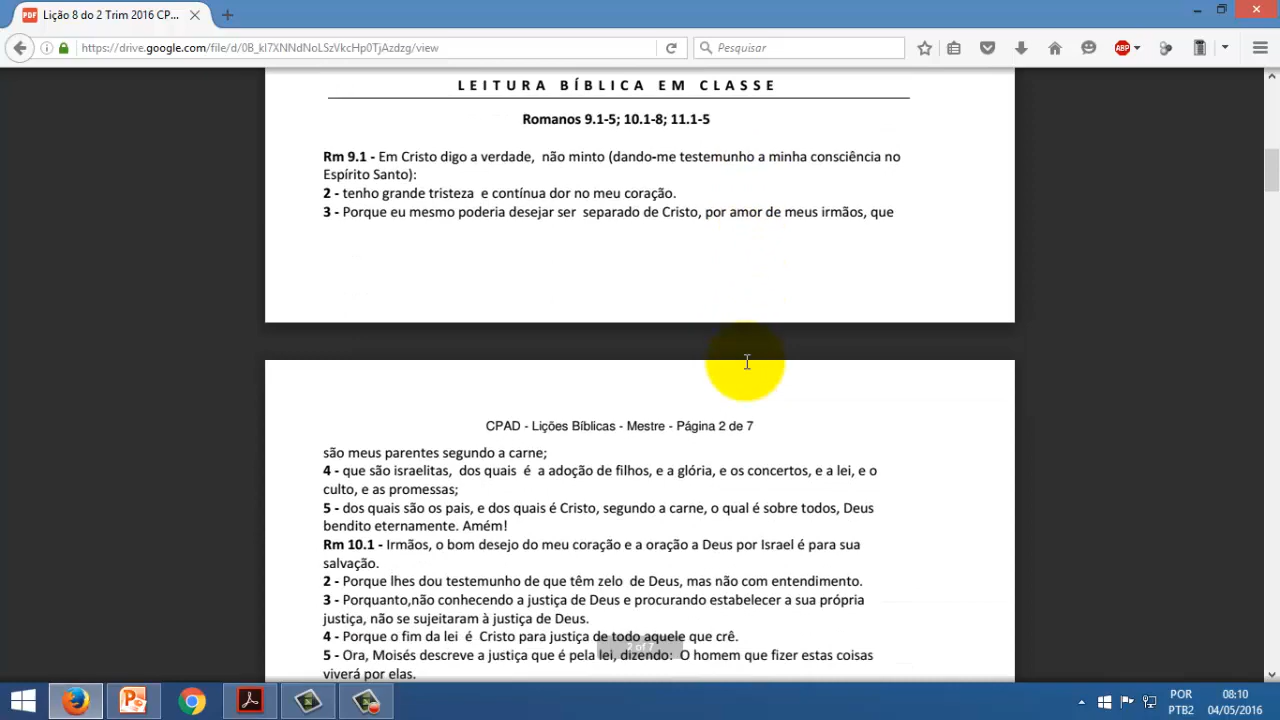 Lição 8 do 2 Trim 2016 CP...
https://drive.google.com/file/d/0B_kl7XNNdNoLSzVkcHp0TjAzdzg/view
Pesquisar
ABP
LEITURA BÍBLICA EM CLASSE
Romanos 9.1-5; 10.1-8; 11.1-5
Rm 9.1 - Em Cristo digo a verdade, não minto (dando-me testemunho a minha consciência no
Espírito Santo):
2 - tenho grande tristeza e contínua dor no meu coração.
3 - Porque eu mesmo poderia desejar ser separado de Cristo, por amor de meus irmãos, que
CPAD - Lições Bíblicas - Mestre - Página 2 de 7
são meus parentes segundo a carne;
4 - que são israelitas, dos quais é a adoção de filhos, e a glória, e os concertos, e a lei, e o
culto, e as promessas;
5 - dos quais são os pais, e dos quais é Cristo, segundo a carne, o qual é sobre todos, Deus
bendito eternamente. Amém!
Rm 10.1 - Irmãos, o bom desejo do meu coração e a oração a Deus por Israel é para sua
salvação.
2 - Porque lhes dou testemunho de que têm zelo de Deus, mas não com entendimento.
3 - Porquanto,não conhecendo a justiça de Deus e procurando estabelecer a sua própria
justiça, não se sujeitaram à justiça de Deus.
4 - Porque o fim da lei é Cristo para justiça de todo aquele que crê.
2 of 7
5 - Ora, Moisés descreve a justiça que é pela lei, dizendo: O homem que fizer estas coisas
viverá por elas.
POR
PTB2
08:10
04/05/2016